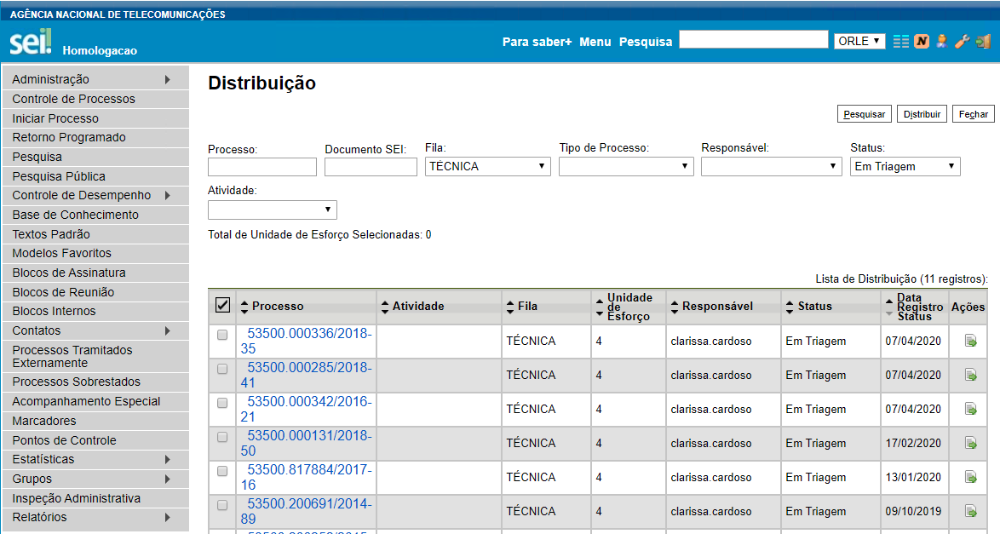 AGÊNCIA NACIONAL DE TELECOMUNICAÇÕES
sei! Homologacao
Para saber+ Menu Pesquisa ORLE
Administração
Controle de Processos
Iniciar Processo
Retorno Programado
Pesquisa
Pesquisa Pública
Controle de Desempenho
Base de Conhecimento
Textos Padrão
Modelos Favoritos
Blocos de Assinatura
Blocos de Reunião
Blocos Internos
Contatos
Processos Tramitados
Externamente
Processos Sobrestados
Acompanhamento Especial
Marcadores
Pontos de Controle
Estatísticas
Grupos
Inspeção Administrativa
Relatórios
Distribuição
Pesquisar Distribuir Fechar
Processo: Documento SEI: Fila: Tipo de Processo: Responsável: Status:
TÉCNICA Em Triagem
Atividade:
Total de Unidade de Esforço Selecionadas: 0
Lista de Distribuição (11 registros):
Processo Atividade Fila Unidade de Esforço Responsável Status Data Registro Status Ações
53500.000336/2018-35 TÉCNICA 4 clarissa.cardoso Em Triagem 07/04/2020
53500.000285/2018-41 TÉCNICA 4 clarissa.cardoso Em Triagem 07/04/2020
53500.000342/2016-21 TÉCNICA 4 clarissa.cardoso Em Triagem 07/04/2020
53500.000131/2018-50 TÉCNICA 4 clarissa.cardoso Em Triagem 17/02/2020
53500.817884/2017-16 TÉCNICA 4 clarissa.cardoso Em Triagem 13/01/2020
53500.200691/2014-89 TÉCNICA 4 clarissa.cardoso Em Triagem 09/10/2019